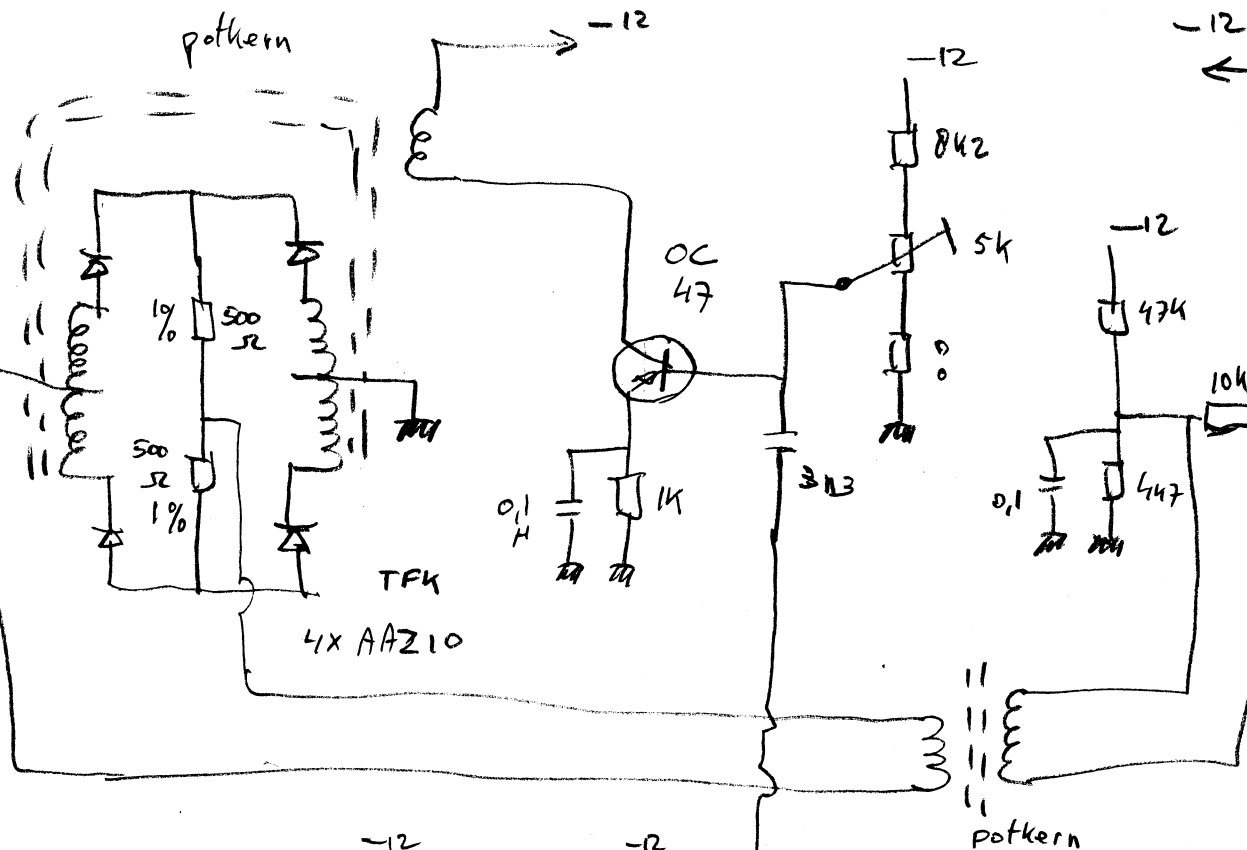 potkern
-12
-12
-12
8K2
5K
OC
47
-12
47K
10K
1%
500
Ω
500
Ω
1%
0,1
μ
1K
3n3
0,1
4k7
TFK
4x AAZ10
potkern
-12
-12